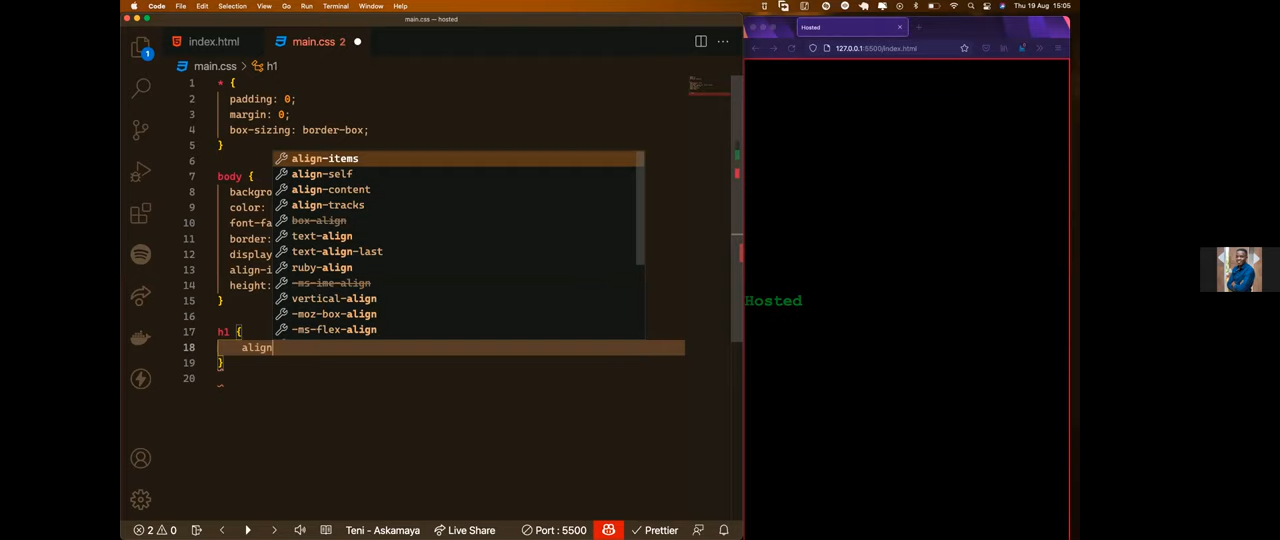 Code File Edit Selection View Go Run Terminal Window Help Thu 19 Aug 15:05
main.css — hosted
index.html main.css 2
main.css > h1
1 * {
2 padding: 0;
3 margin: 0;
4 box-sizing: border-box;
5 }
6
7 body {
8 backgro
9 color:
10 font-fa
11 border:
12 display
13 align-i
14 height:
15 }
16
17 h1 {
18 align
19 }
20
align-items
align-self
align-content
align-tracks
box-align
text-align
text-align-last
ruby-align
-ms-ime-align
vertical-align
-moz-box-align
-ms-flex-align
1
2 0 Teni - Askamaya Live Share Port : 5500 Prettier
Hosted
127.0.0.1:5500/index.html
Hosted